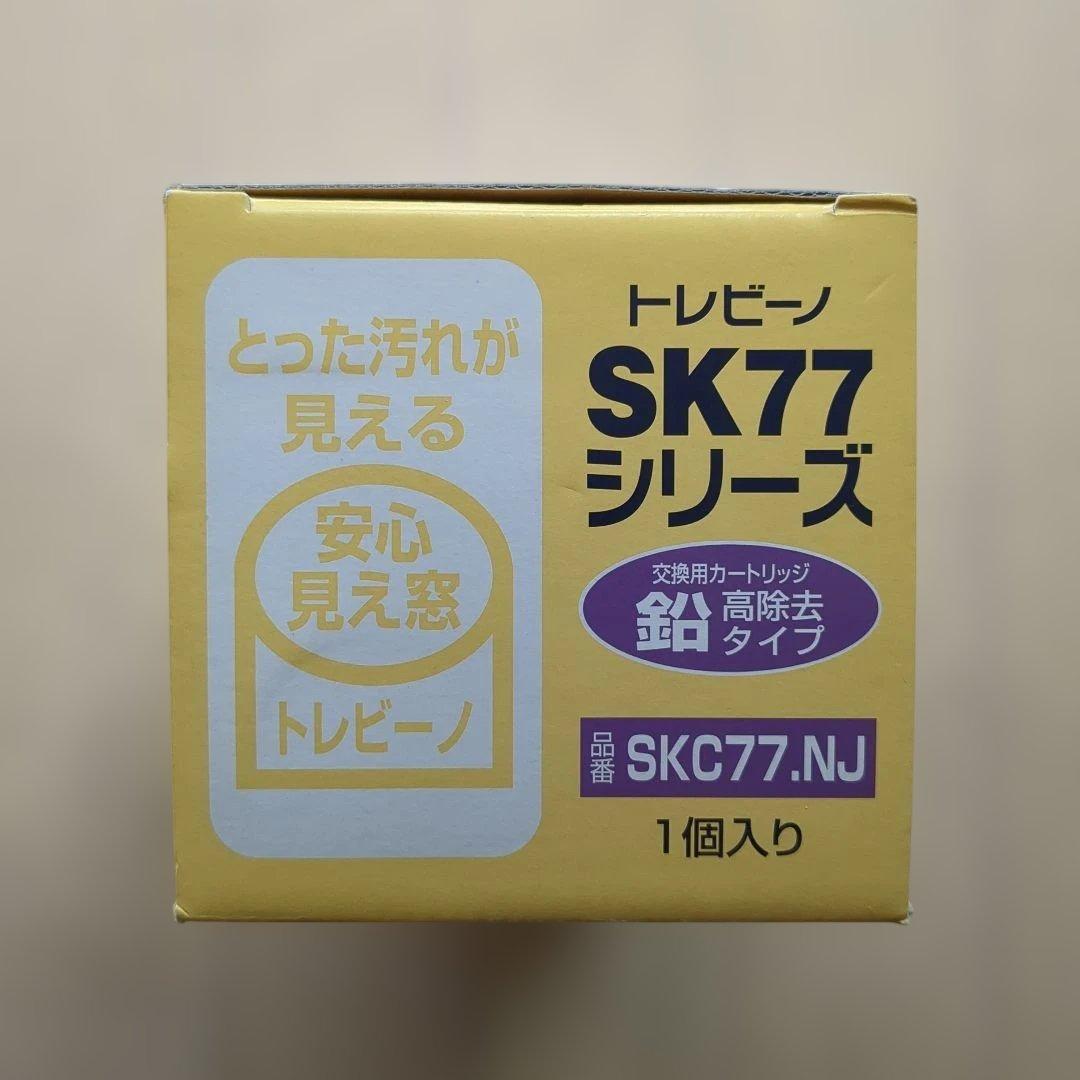 とった汚れが
見える
安心
見え窓
トレビーノ
トレビーノ
SK77
シリーズ
交換用カートリッジ
鉛 高除去
タイプ
品番 SKC77.NJ
1個入り